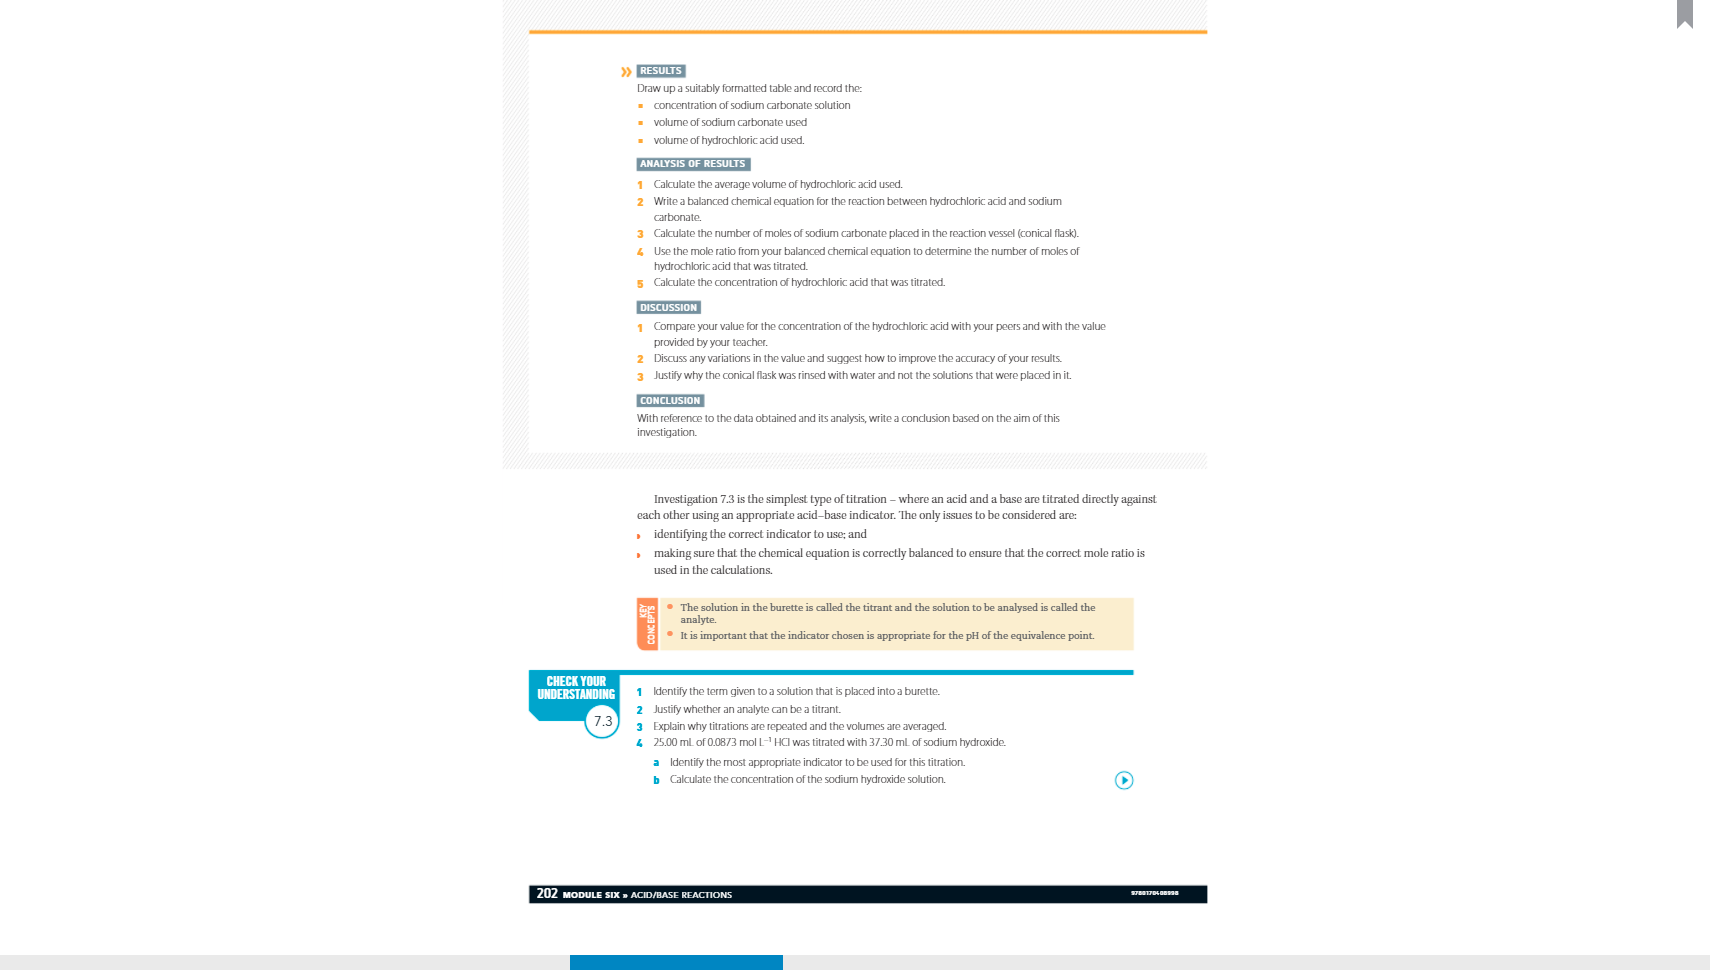 RESULTS
Draw up a suitably formatted table and record the:
▪ concentration of sodium carbonate solution
▪ volume of sodium carbonate used
▪ volume of hydrochloric acid used.
ANALYSIS OF RESULTS
1 Calculate the average volume of hydrochloric acid used.
2 Write a balanced chemical equation for the reaction between hydrochloric acid and sodium
carbonate.
3 Calculate the number of moles of sodium carbonate placed in the reaction vessel (conical flask).
4 Use the mole ratio from your balanced chemical equation to determine the number of moles of
hydrochloric acid that was titrated.
5 Calculate the concentration of hydrochloric acid that was titrated.
DISCUSSION
1 Compare your value for the concentration of the hydrochloric acid with your peers and with the value
provided by your teacher.
2 Discuss any variations in the value and suggest how to improve the accuracy of your results.
3 Justify why the conical flask was rinsed with water and not the solutions that were placed in it.
CONCLUSION
With reference to the data obtained and its analysis, write a conclusion based on the aim of this
investigation.
Investigation 7.3 is the simplest type of titration – where an acid and a base are titrated directly against
each other using an appropriate acid–base indicator. The only issues to be considered are:
identifying the correct indicator to use; and
making sure that the chemical equation is correctly balanced to ensure that the correct mole ratio is
used in the calculations.
KEY
CONCEPTS
• The solution in the burette is called the titrant and the solution to be analysed is called the
analyte.
• It is important that the indicator chosen is appropriate for the pH of the equivalence point.
CHECK YOUR
UNDERSTANDING
7.3
1 Identify the term given to a solution that is placed into a burette.
2 Justify whether an analyte can be a titrant.
3 Explain why titrations are repeated and the volumes are averaged.
4 25.00 mL of 0.0873 mol L⁻¹ HCl was titrated with 37.30 mL of sodium hydroxide.
a Identify the most appropriate indicator to be used for this titration.
b Calculate the concentration of the sodium hydroxide solution.
202 MODULE SIX » ACID/BASE REACTIONS
9780170408998